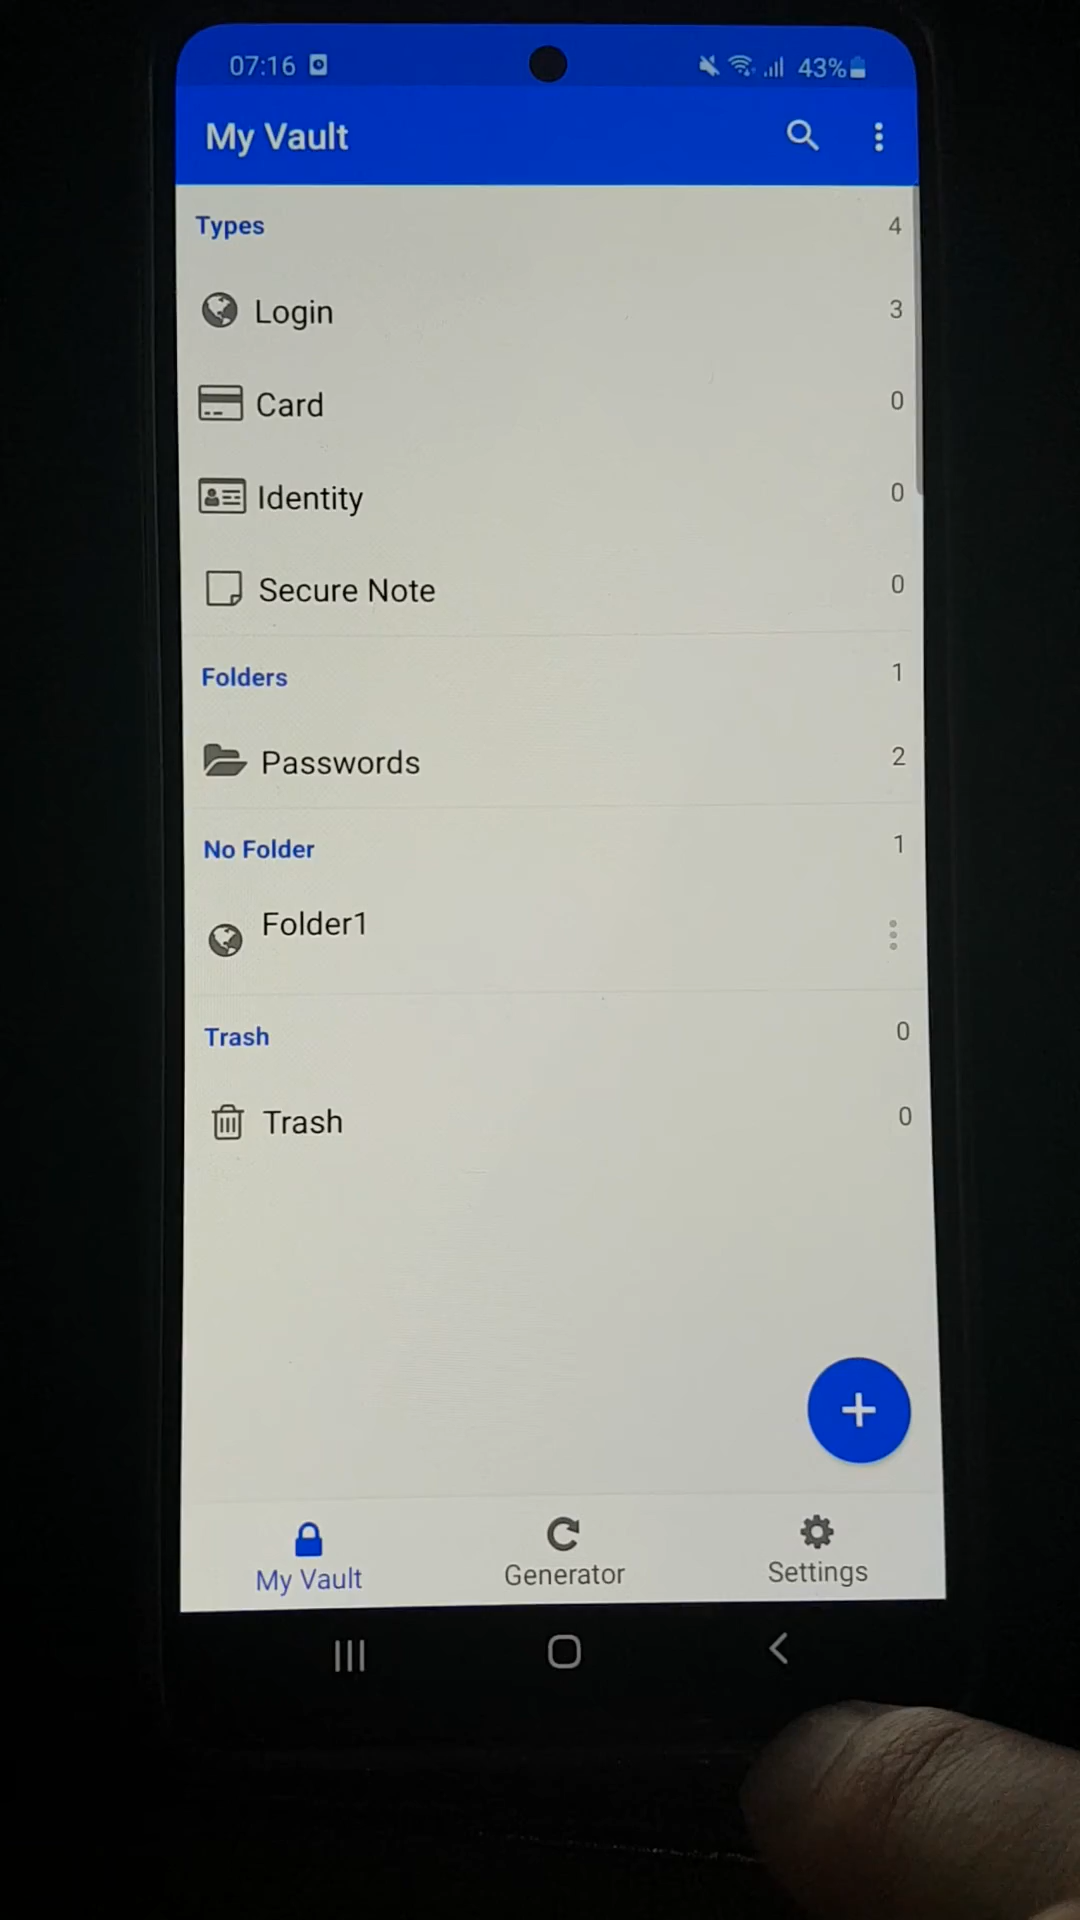 07:16 43%
My Vault
Types 4
Login 3
Card 0
Identity 0
Secure Note 0
Folders 1
Passwords 2
No Folder 1
Folder1
Trash 0
Trash 0
+
My Vault Generator Settings